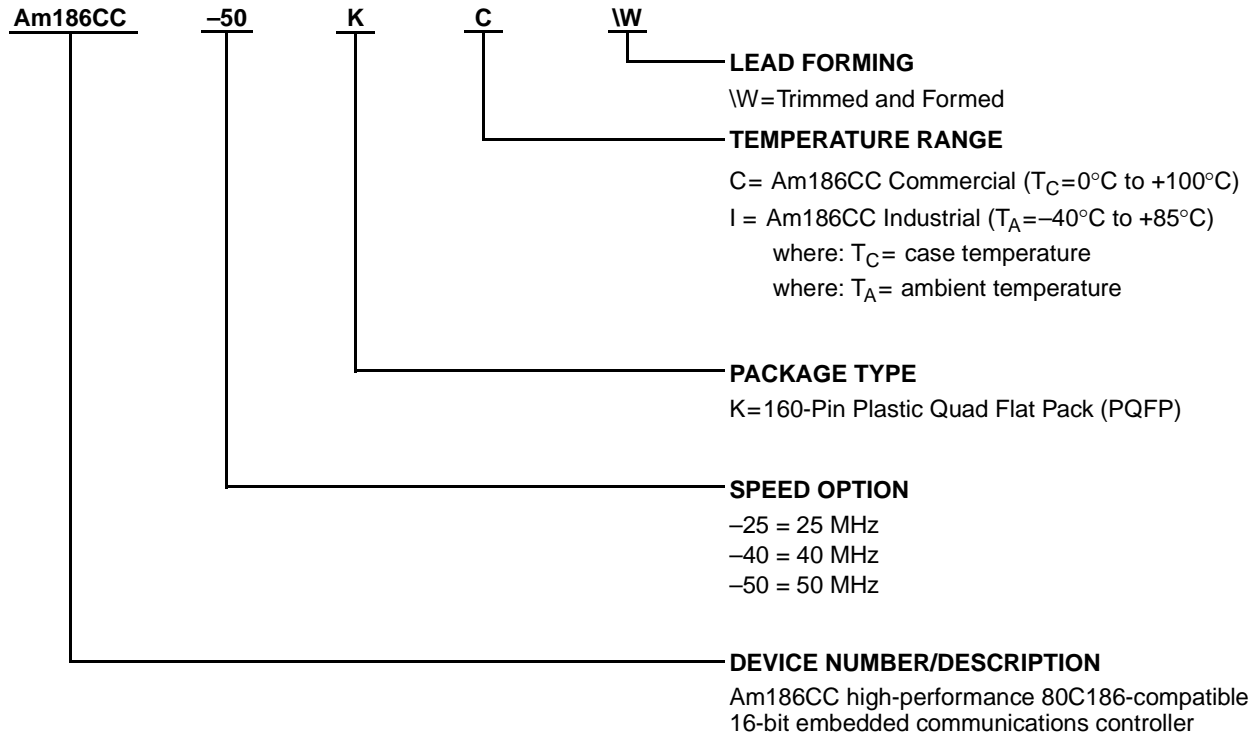 Am186CC –50 K C \W
LEAD FORMING
\W=Trimmed and Formed
TEMPERATURE RANGE
C= Am186CC Commercial (TC=0°C to +100°C)
I = Am186CC Industrial (TA=–40°C to +85°C)
where: TC= case temperature
where: TA= ambient temperature
PACKAGE TYPE
K=160-Pin Plastic Quad Flat Pack (PQFP)
SPEED OPTION
–25 = 25 MHz
–40 = 40 MHz
–50 = 50 MHz
DEVICE NUMBER/DESCRIPTION
Am186CC high-performance 80C186-compatible
16-bit embedded communications controller